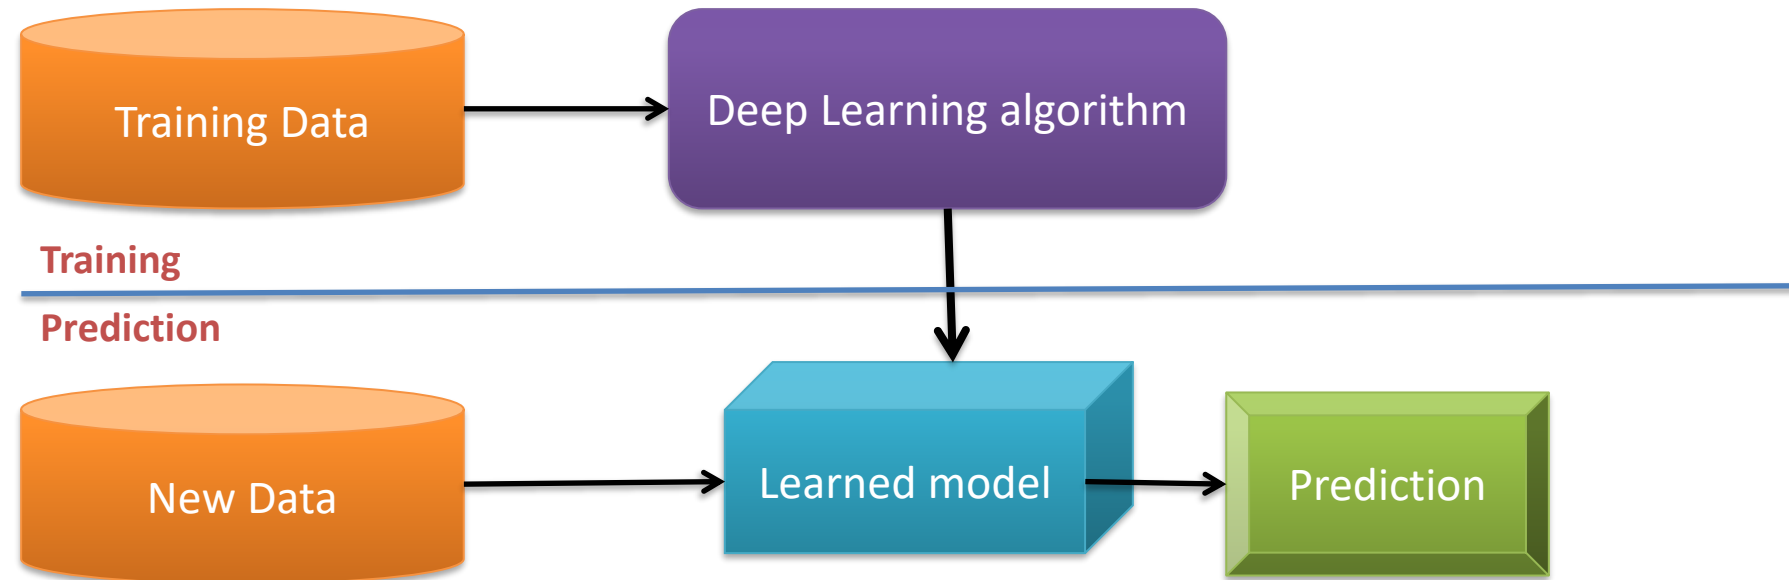 Training Data
Deep Learning algorithm
Training
Prediction
New Data
Learned model
Prediction